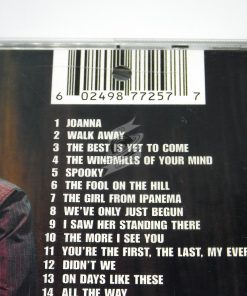 6 02498 77257 7
1 JOANNA
2 WALK AWAY
3 THE BEST IS YET TO COME
4 THE WINDMILLS OF YOUR MIND
5 SPOOKY
6 THE FOOL ON THE HILL
7 THE GIRL FROM IPANEMA
8 WE'VE ONLY JUST BEGUN
9 I SAW HER STANDING THERE
10 THE MORE I SEE YOU
11 YOU'RE THE FIRST, THE LAST, MY EVER
12 DIDN'T WE
13 ON DAYS LIKE THESE
14 ALL THE WAY